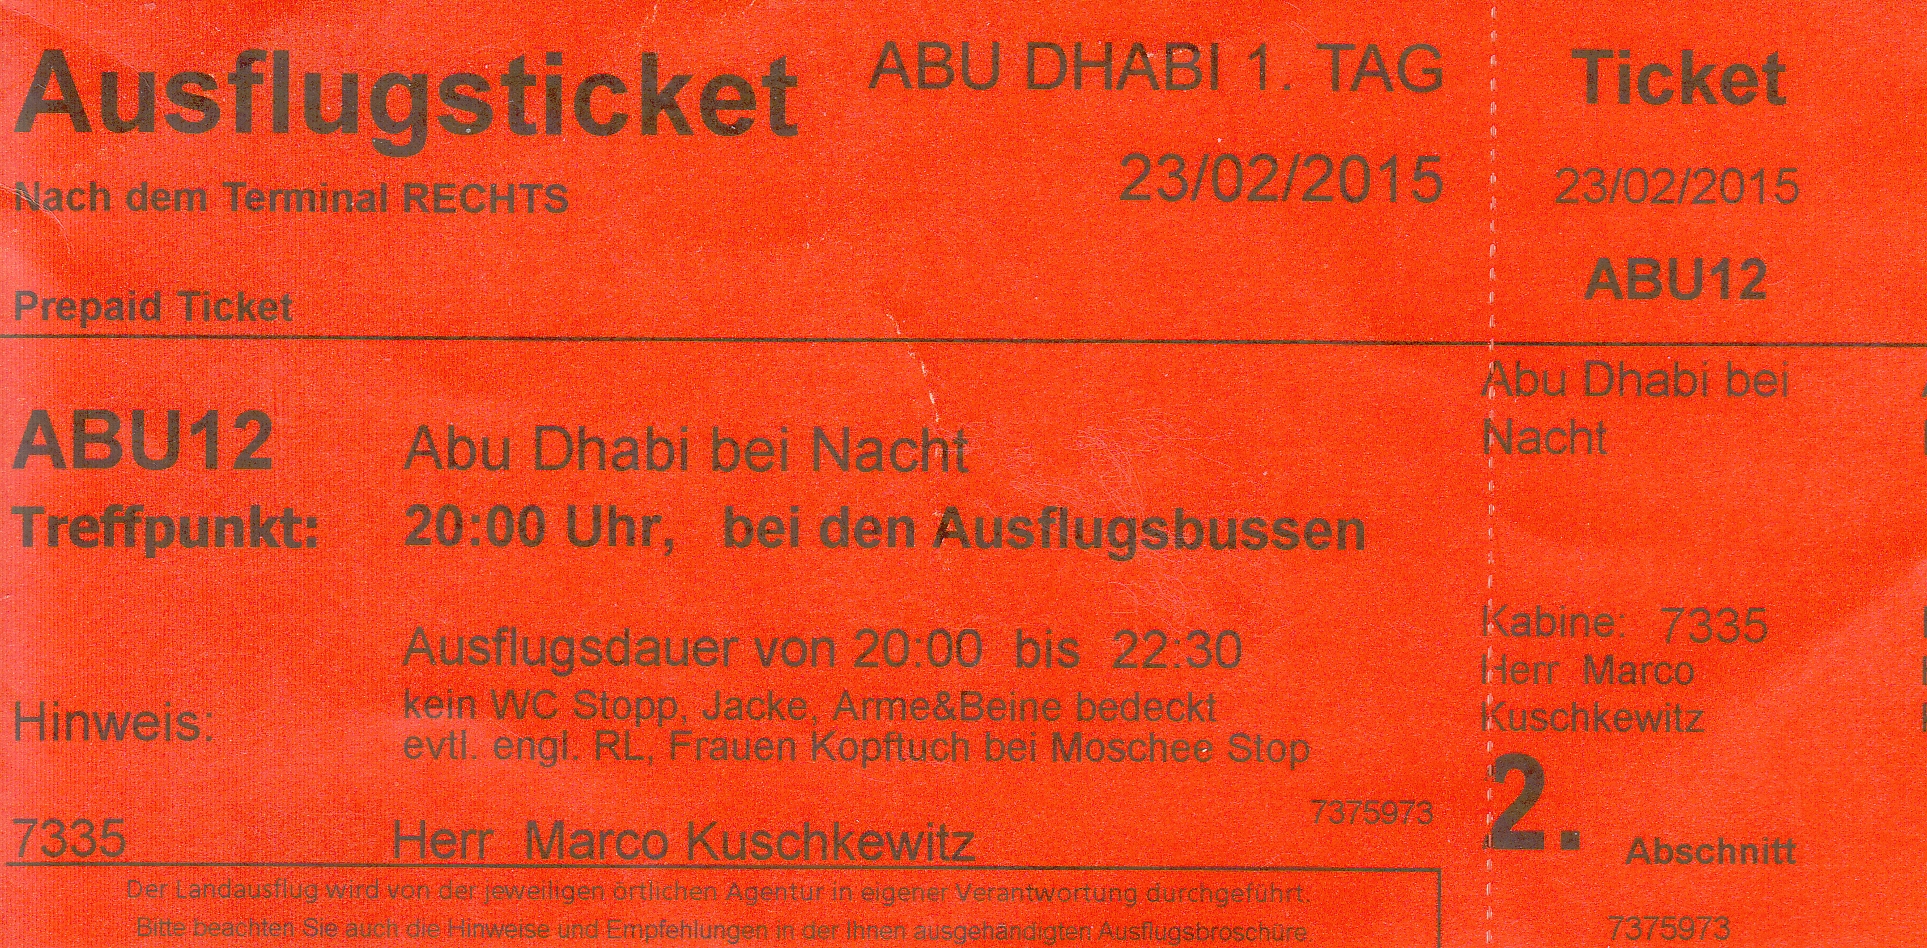 Ausflugsticket
ABU DHABI 1. TAG
23/02/2015
Nach dem Terminal RECHTS
Prepaid Ticket
ABU12 Abu Dhabi bei Nacht
Treffpunkt: 20:00 Uhr, bei den Ausflugsbussen
Ausflugsdauer von 20:00 bis 22:30
Hinweis: kein WC Stopp, Jacke, Arme&Beine bedeckt
evtl. engl. RL, Frauen Kopftuch bei Moschee Stop
7375973
7335 Herr Marco Kuschkewitz
Der Landausflug wird von der jeweiligen örtlichen Agentur in eigener Verantwortung durchgeführt.
Bitte beachten Sie auch die Hinweise und Empfehlungen in der Ihnen ausgehändigten Ausflugsbroschüre.
Ticket
23/02/2015
ABU12
Abu Dhabi bei
Nacht
Kabine: 7335
Herr Marco
Kuschkewitz
2. Abschnitt
7375973